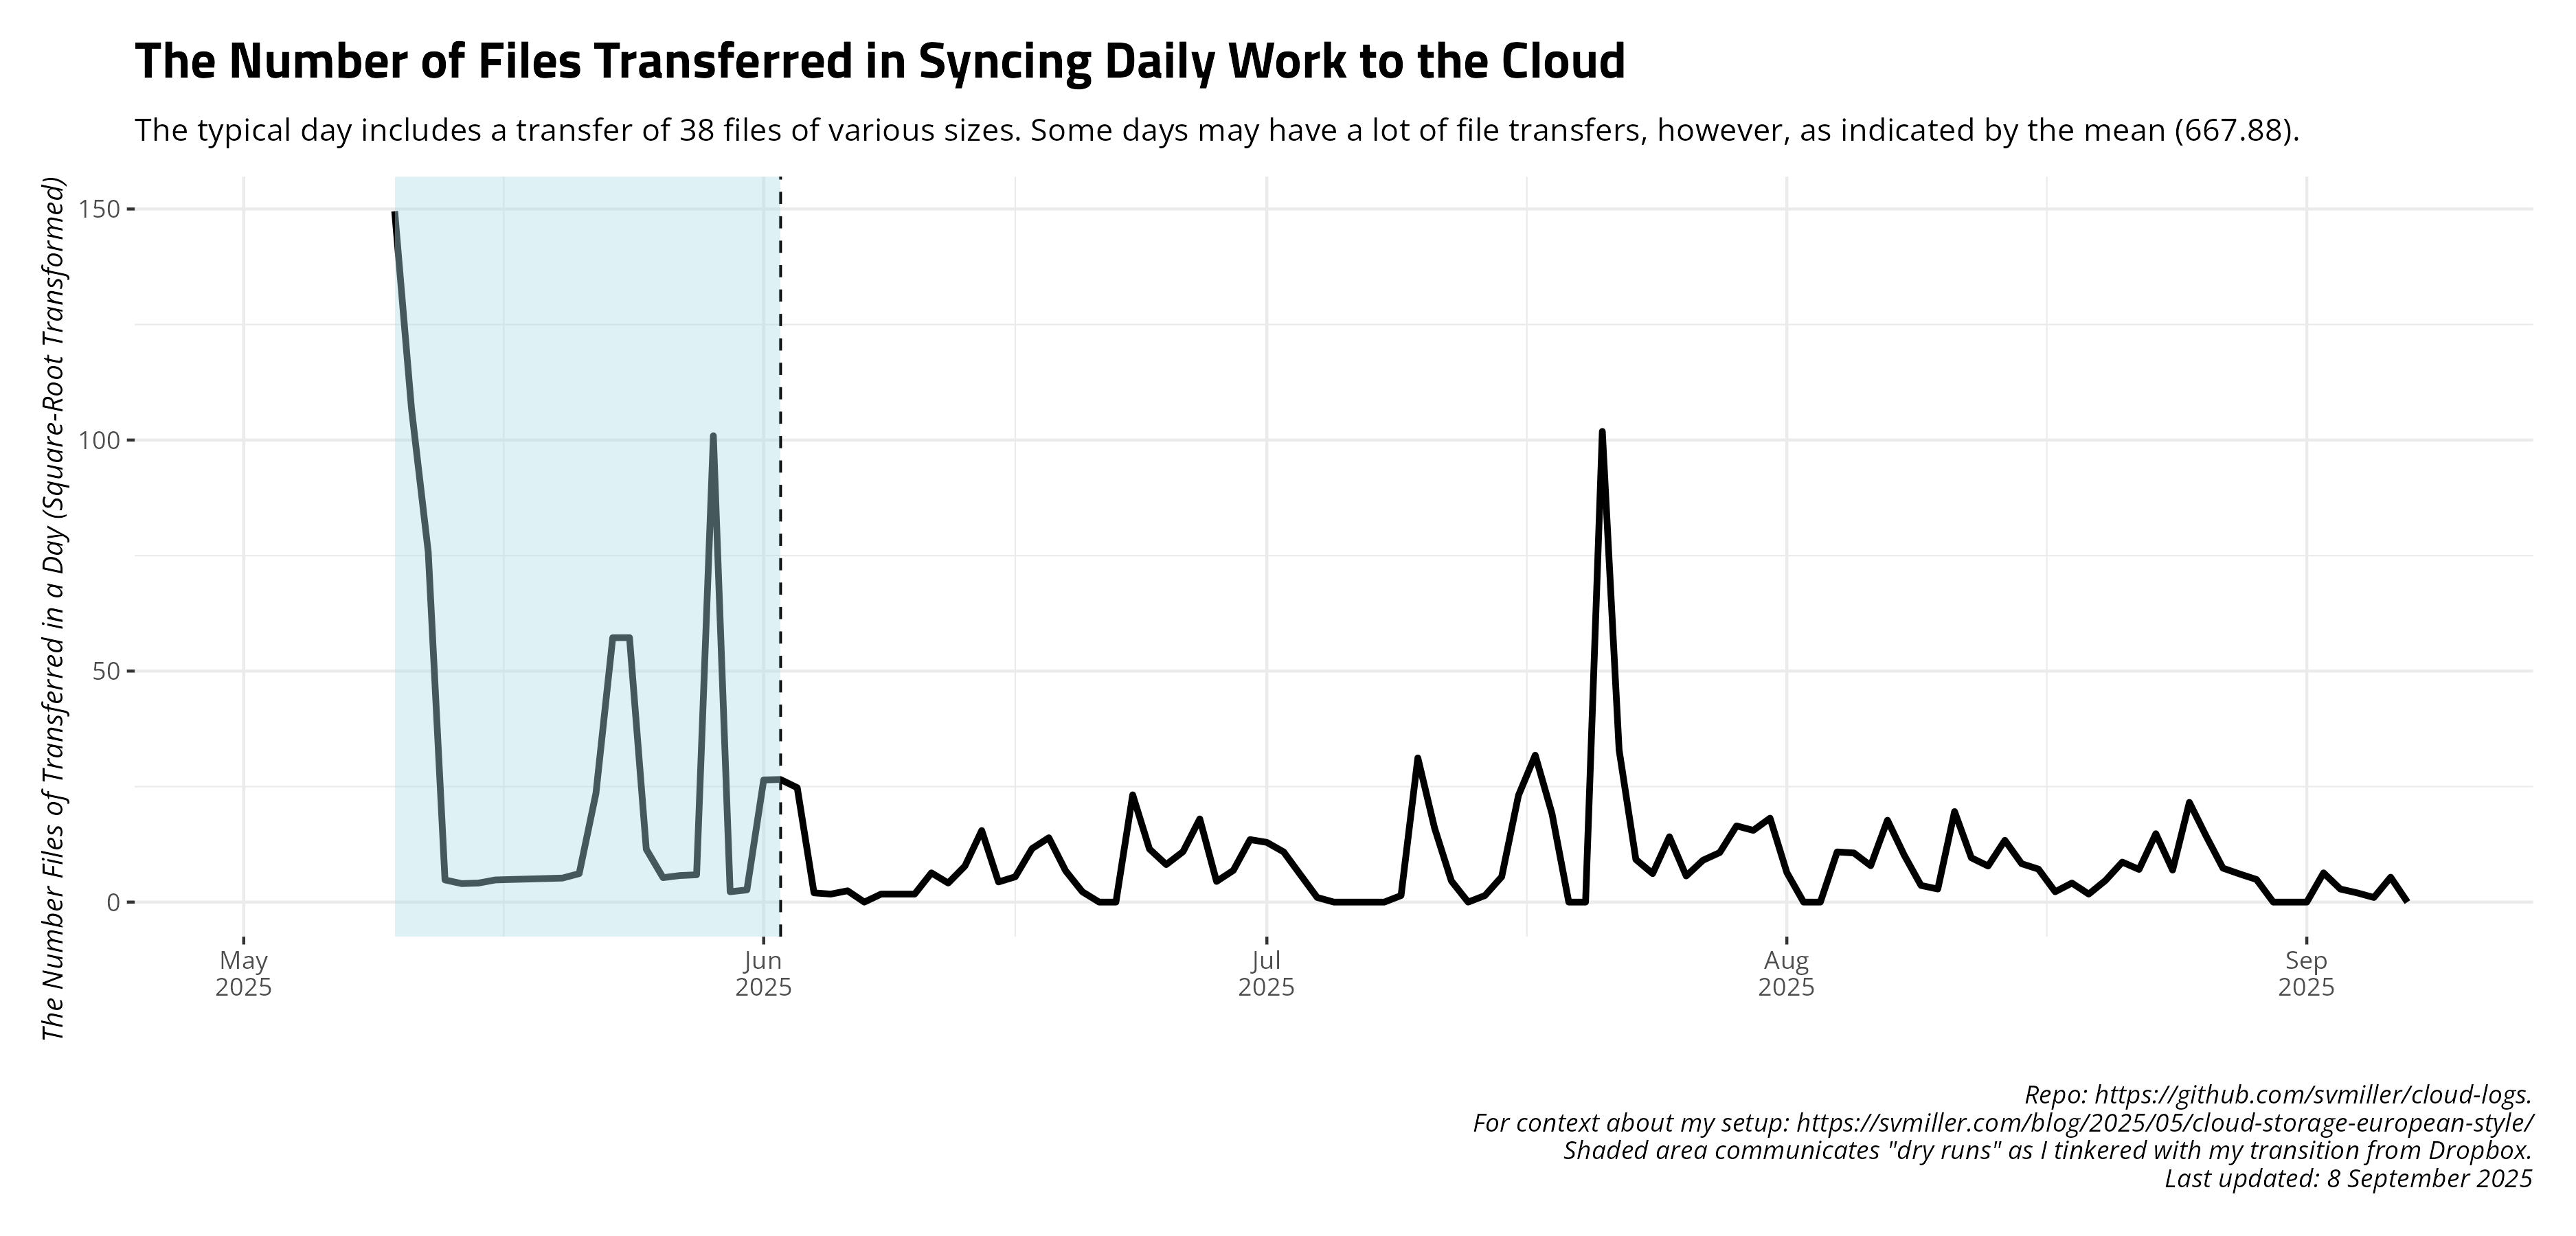 The Number of Files Transferred in Syncing Daily Work to the Cloud
The typical day includes a transfer of 38 files of various sizes. Some days may have a lot of file transfers, however, as indicated by the mean (667.88).
The Number Files of Transferred in a Day (Square-Root Transformed)
150
100
50
0
May
2025
Jun
2025
Jul
2025
Aug
2025
Sep
2025
Repo: https://github.com/svmiller/cloud-logs.
For context about my setup: https://svmiller.com/blog/2025/05/cloud-storage-european-style/
Shaded area communicates "dry runs" as I tinkered with my transition from Dropbox.
Last updated: 8 September 2025